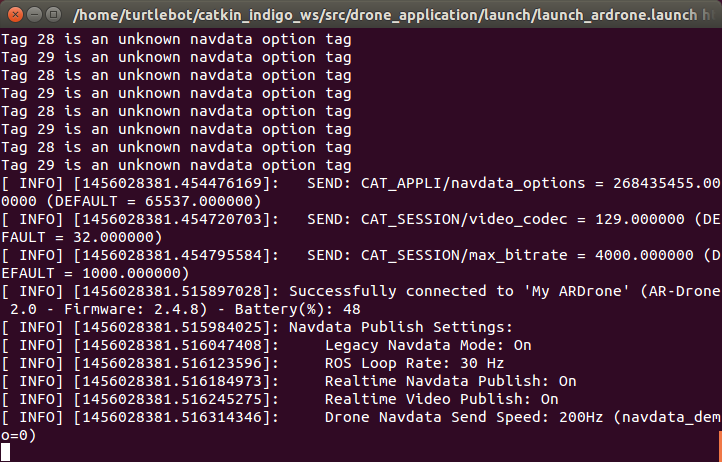 /home/turtlebot/catkin_indigo_ws/src/drone_application/launch/launch_ardrone.launch
Tag 28 is an unknown navdata option tag
Tag 29 is an unknown navdata option tag
Tag 28 is an unknown navdata option tag
Tag 29 is an unknown navdata option tag
Tag 28 is an unknown navdata option tag
Tag 29 is an unknown navdata option tag
Tag 28 is an unknown navdata option tag
Tag 29 is an unknown navdata option tag
[ INFO] [1456028381.454476169]:   SEND: CAT_APPLI/navdata_options = 268435455.00
0000 (DEFAULT = 65537.000000)
[ INFO] [1456028381.454720703]:   SEND: CAT_SESSION/video_codec = 129.000000 (DE
FAULT = 32.000000)
[ INFO] [1456028381.454795584]:   SEND: CAT_SESSION/max_bitrate = 4000.000000 (D
EFAULT = 1000.000000)
[ INFO] [1456028381.515897028]: Successfully connected to 'My ARDrone' (AR-Drone
 2.0 - Firmware: 2.4.8) - Battery(%): 48
[ INFO] [1456028381.515984025]: Navdata Publish Settings:
[ INFO] [1456028381.516047408]:     Legacy Navdata Mode: On
[ INFO] [1456028381.516123596]:     ROS Loop Rate: 30 Hz
[ INFO] [1456028381.516184973]:     Realtime Navdata Publish: On
[ INFO] [1456028381.516245275]:     Realtime Video Publish: On
[ INFO] [1456028381.516314346]:     Drone Navdata Send Speed: 200Hz (navdata_dem
o=0)